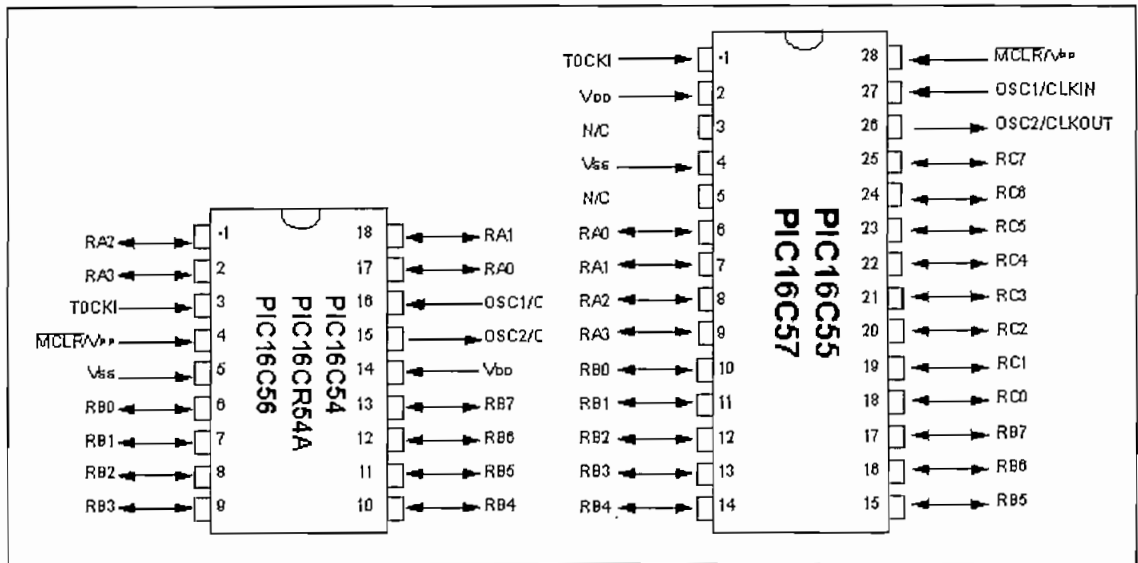 RA2 -1 18 RA1
RA3 2 17 RA0
T0CKI 3 16 OSC1/C
MCLR/VPP 4 15 OSC2/C
VSS 5 14 VDD
RB0 6 13 RB7
RB1 7 12 RB6
RB2 8 11 RB5
RB3 9 10 RB4
PIC16C54
PIC16CR54A
PIC16C56
T0CKI -1 28 MCLR/VPP
VDD 2 27 OSC1/CLKIN
N/C 3 26 OSC2/CLKOUT
VSS 4 25 RC7
N/C 5 24 RC6
RA0 6 23 RC5
RA1 7 22 RC4
RA2 8 21 RC3
RA3 9 20 RC2
RB0 10 19 RC1
RB1 11 18 RC0
RB2 12 17 RB7
RB3 13 16 RB6
RB4 14 15 RB5
PIC16C55
PIC16C57